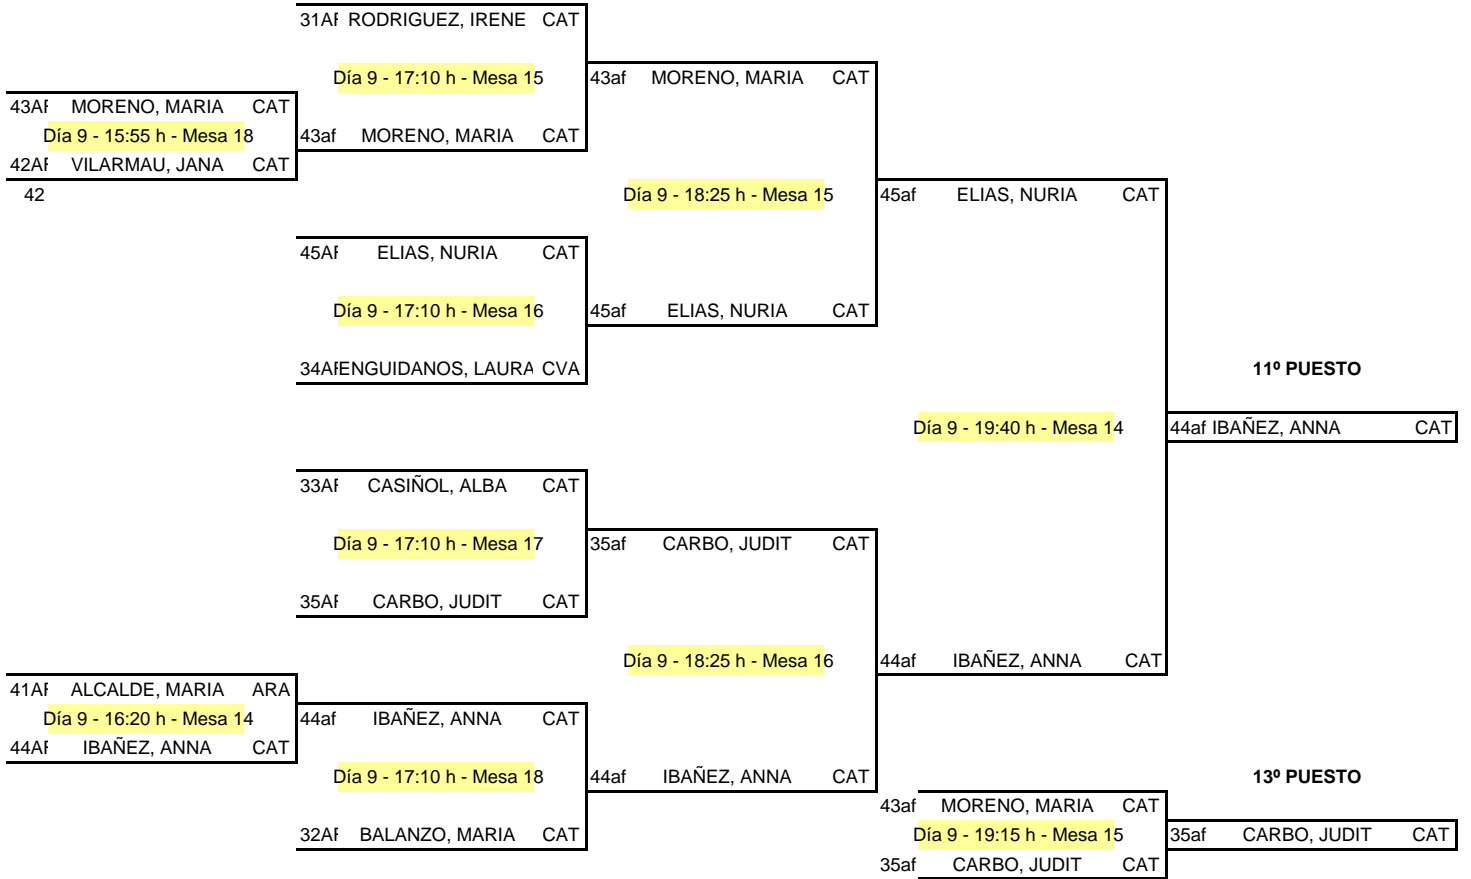 31AF RODRIGUEZ, IRENE CAT
Día 9 - 17:10 h - Mesa 15
43af MORENO, MARIA CAT
43AF MORENO, MARIA CAT
Día 9 - 15:55 h - Mesa 18
43af MORENO, MARIA CAT
42AF VILARMAU, JANA CAT
42
Día 9 - 18:25 h - Mesa 15
45af ELIAS, NURIA CAT
45AF ELIAS, NURIA CAT
Día 9 - 17:10 h - Mesa 16
45af ELIAS, NURIA CAT
34AF ENGUIDANOS, LAURA CVA
11º PUESTO
Día 9 - 19:40 h - Mesa 14
44af IBAÑEZ, ANNA CAT
33AF CASIÑOL, ALBA CAT
Día 9 - 17:10 h - Mesa 17
35af CARBO, JUDIT CAT
35AF CARBO, JUDIT CAT
Día 9 - 18:25 h - Mesa 16
44af IBAÑEZ, ANNA CAT
41AF ALCALDE, MARIA ARA
Día 9 - 16:20 h - Mesa 14
44af IBAÑEZ, ANNA CAT
44AF IBAÑEZ, ANNA CAT
Día 9 - 17:10 h - Mesa 18
44af IBAÑEZ, ANNA CAT
13º PUESTO
43af MORENO, MARIA CAT
32AF BALANZO, MARIA CAT
Día 9 - 19:15 h - Mesa 15
35af CARBO, JUDIT CAT
35af CARBO, JUDIT CAT